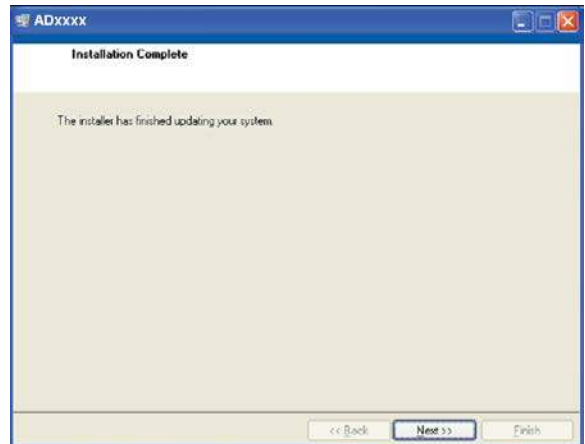 ADxxxx
Installation Complete
The installer has finished updating your system.
<< Back
Next >>
Finish